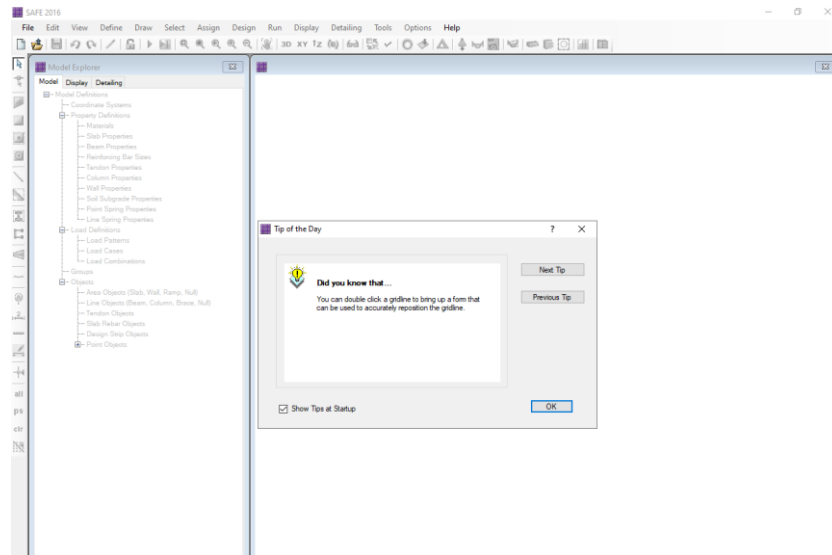 SAFE 2016
File Edit View Define Draw Select Assign Design Run Display Detailing Tools Options Help
3D XY
Model Explorer
Model Display Detailing
Model Definitions
Coordinate Systems
Property Definitions
Materials
Slab Properties
Beam Properties
Reinforcing Bar Sizes
Tendon Properties
Column Properties
Wall Properties
Soil Subgrade Properties
Point Spring Properties
Line Spring Properties
Load Definitions
Load Patterns
Load Cases
Load Combinations
Groups
Objects
Area Objects (Slab, Wall, Ramp, Null)
Line Objects (Beam, Column, Brace, Null)
Tendon Objects
Slab Rebar Objects
Design Strip Objects
Point Objects
all
ps
clr
Tip of the Day
Did you know that...
You can double click a gridline to bring up a form that
can be used to accurately reposition the gridline.
Next Tip
Previous Tip
Show Tips at Startup
OK